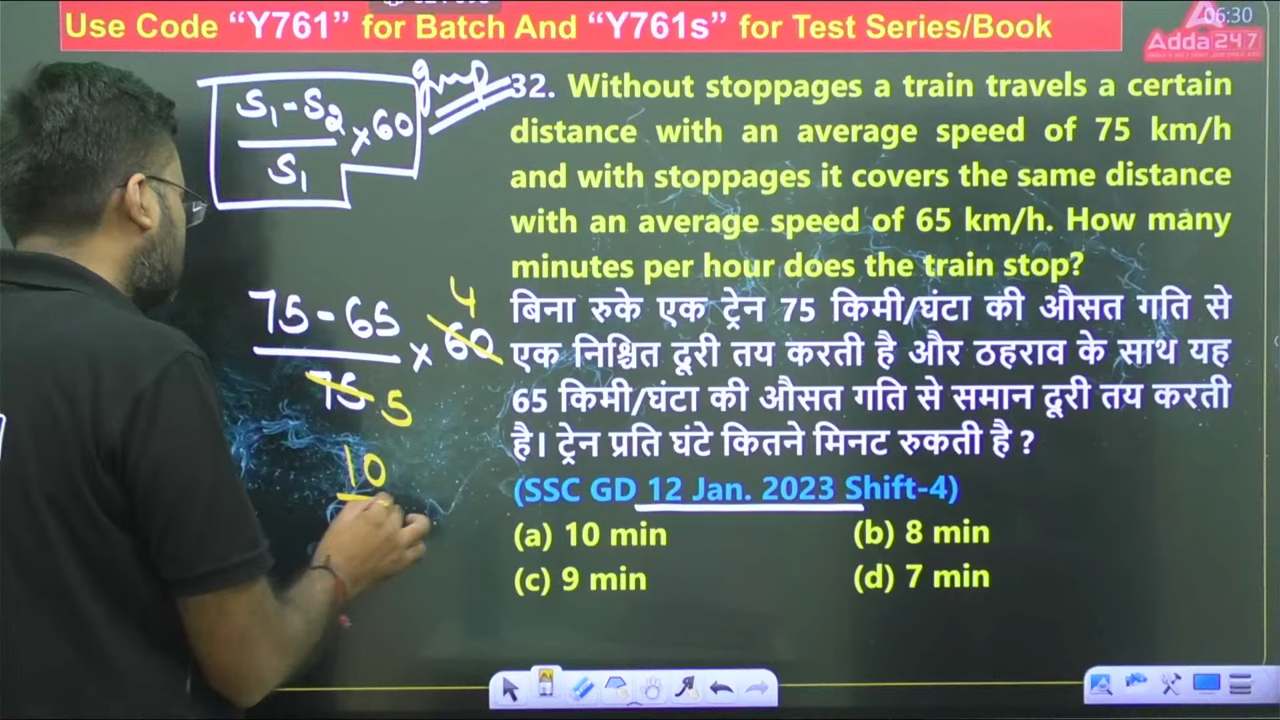 Use Code “Y761” for Batch And “Y761s” for Test Series/Book
06:30
Adda247
S₁-S₂
× 60
S₁
Imp
32. Without stoppages a train travels a certain
distance with an average speed of 75 km/h
and with stoppages it covers the same distance
with an average speed of 65 km/h. How many
minutes per hour does the train stop?
75-65
× 60 4
75 5
10
बिना रुके एक ट्रेन 75 किमी/घंटा की औसत गति से
एक निश्चित दूरी तय करती है और ठहराव के साथ यह
65 किमी/घंटा की औसत गति से समान दूरी तय करती
है। ट्रेन प्रति घंटे कितने मिनट रुकती है ?
(SSC GD 12 Jan. 2023 Shift-4)
(a) 10 min (b) 8 min
(c) 9 min (d) 7 min